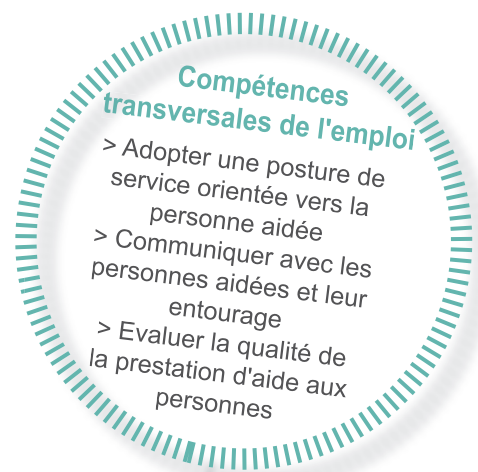 Compétences
transversales de l'emploi
> Adopter une posture de
service orientée vers la
personne aidée
> Communiquer avec les
personnes aidées et leur
entourage
> Evaluer la qualité de
la prestation d'aide aux
personnes